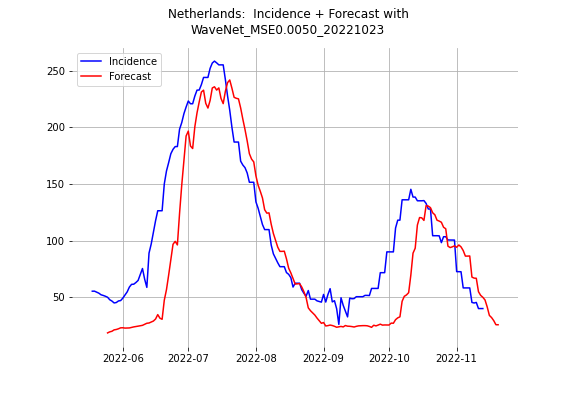 Netherlands:  Incidence + Forecast with
WaveNet_MSE0.0050_20221023
Incidence
Forecast
250
200
150
100
50
2022-06
2022-07
2022-08
2022-09
2022-10
2022-11